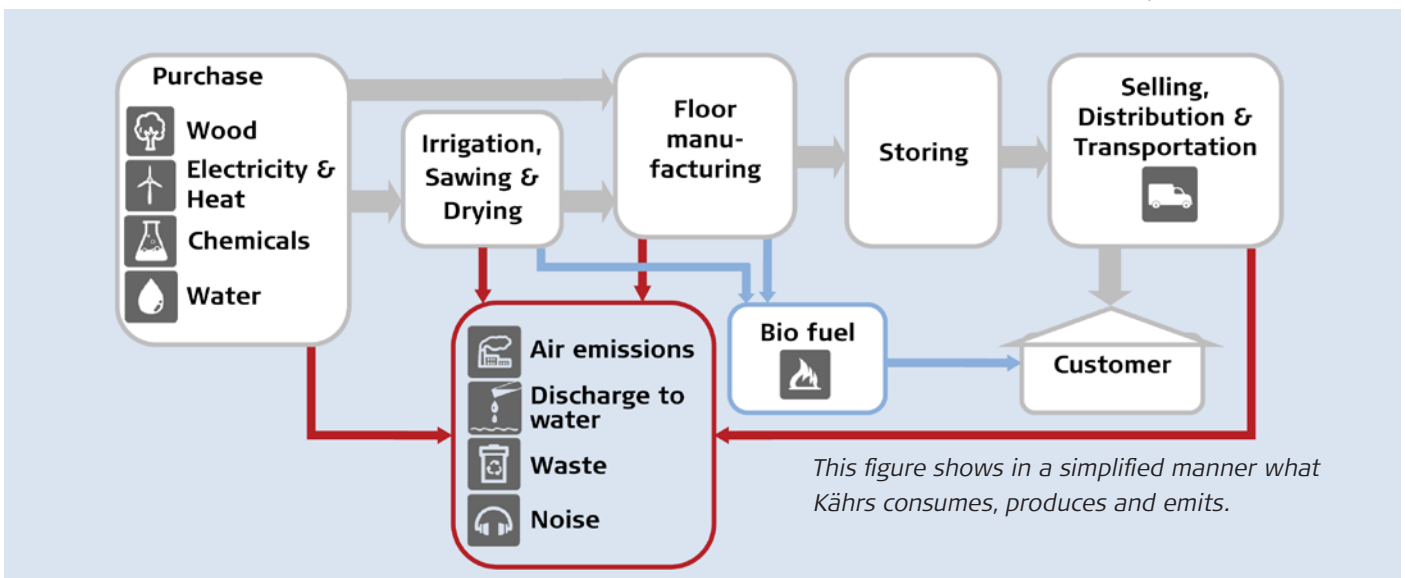 Purchase
Wood
Electricity &
Heat
Chemicals
Water
Irrigation,
Sawing &
Drying
Floor
manu-
facturing
Storing
Selling,
Distribution &
Transportation
Air emissions
Discharge to
water
Waste
Noise
Bio fuel
Customer
This figure shows in a simplified manner what
Kährs consumes, produces and emits.